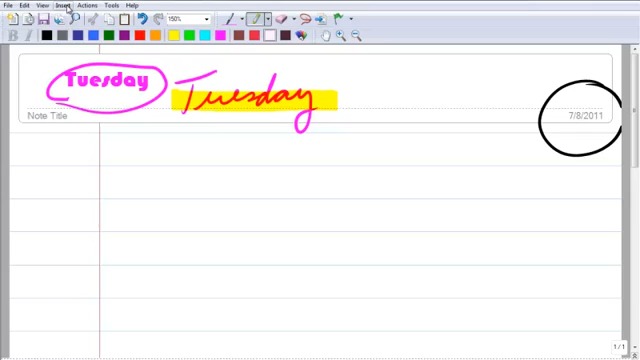 File Edit View Insert Actions Tools Help
150%
B I
Tuesday Tuesday
Note Title 7/8/2011
1/1